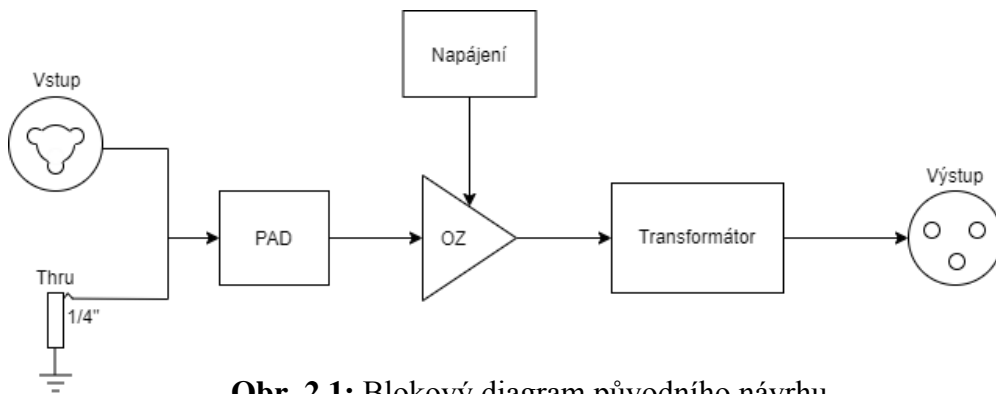 Napájení
Vstup
Výstup
PAD
OZ
Transformátor
Thru
1/4"
Obr. 2.1: Blokový diagram původního návrhu